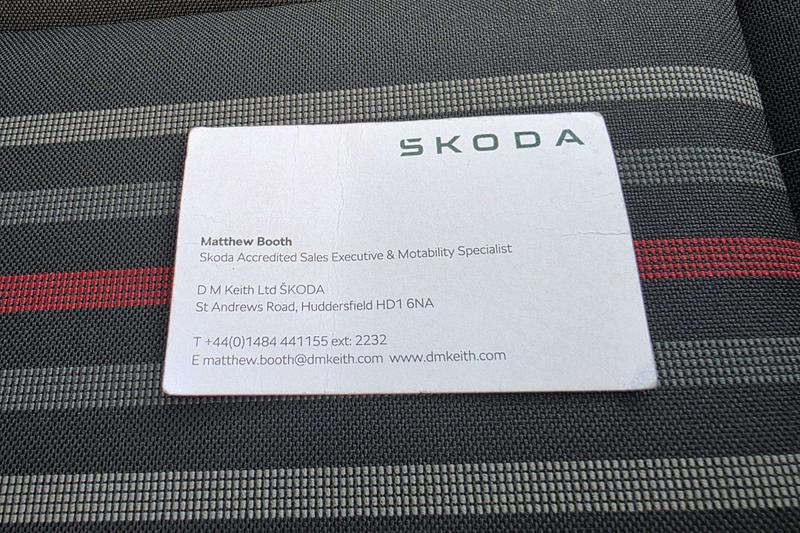 ŠKODA
Matthew Booth
Skoda Accredited Sales Executive & Motability Specialist
D M Keith Ltd ŠKODA
St Andrews Road, Huddersfield HD1 6NA
T +44(0)1484 441155 ext: 2232
E matthew.booth@dmkeith.com www.dmkeith.com